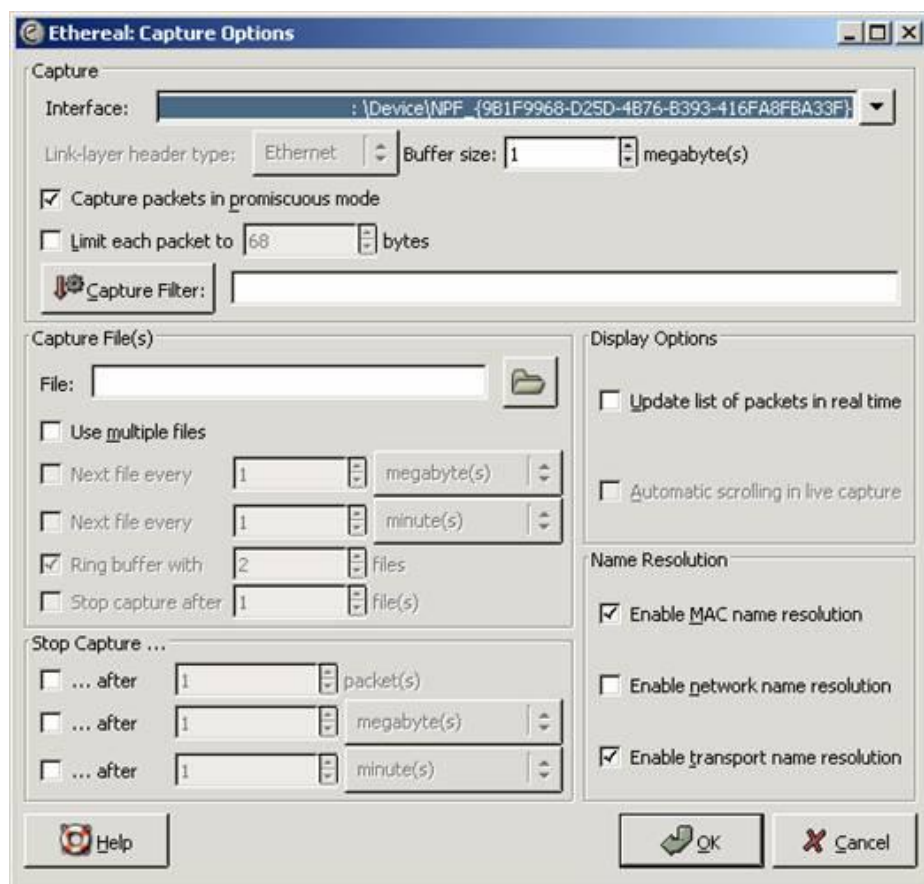 Ethereal: Capture Options
Capture
Interface: : \Device\NPF_{9B1F9968-D25D-4B76-B393-416FA8FBA33F}
Link-layer header type: Ethernet Buffer size: 1 megabyte(s)
Capture packets in promiscuous mode
Limit each packet to 68 bytes
Capture Filter:
Capture File(s)
File:
Use multiple files
Next file every 1 megabyte(s)
Next file every 1 minute(s)
Ring buffer with 2 files
Stop capture after 1 file(s)
Display Options
Update list of packets in real time
Automatic scrolling in live capture
Stop Capture ...
... after 1 packet(s)
... after 1 megabyte(s)
... after 1 minute(s)
Name Resolution
Enable MAC name resolution
Enable network name resolution
Enable transport name resolution
Help
OK
Cancel